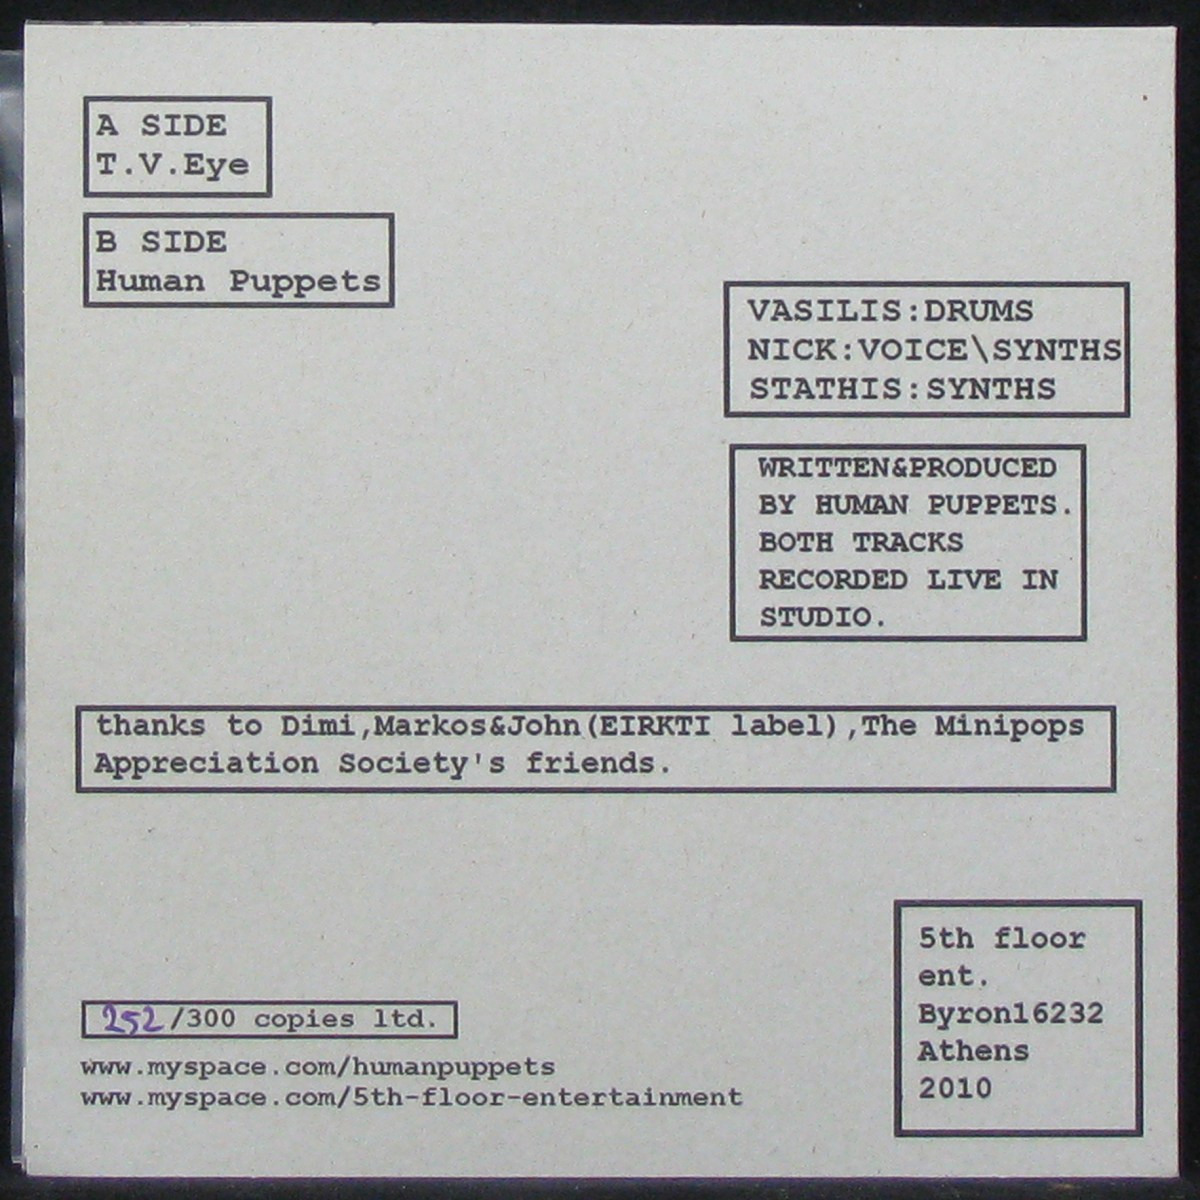 A SIDE
T.V.Eye
B SIDE
Human Puppets
VASILIS:DRUMS
NICK:VOICE\SYNTHS
STATHIS:SYNTHS
WRITTEN&PRODUCED
BY HUMAN PUPPETS.
BOTH TRACKS
RECORDED LIVE IN
STUDIO.
thanks to Dimi,Markos&John(EIRKTI label),The Minipops
Appreciation Society's friends.
5th floor
ent.
Byron16232
Athens
2010
252/300 copies ltd.
www.myspace.com/humanpuppets
www.myspace.com/5th-floor-entertainment